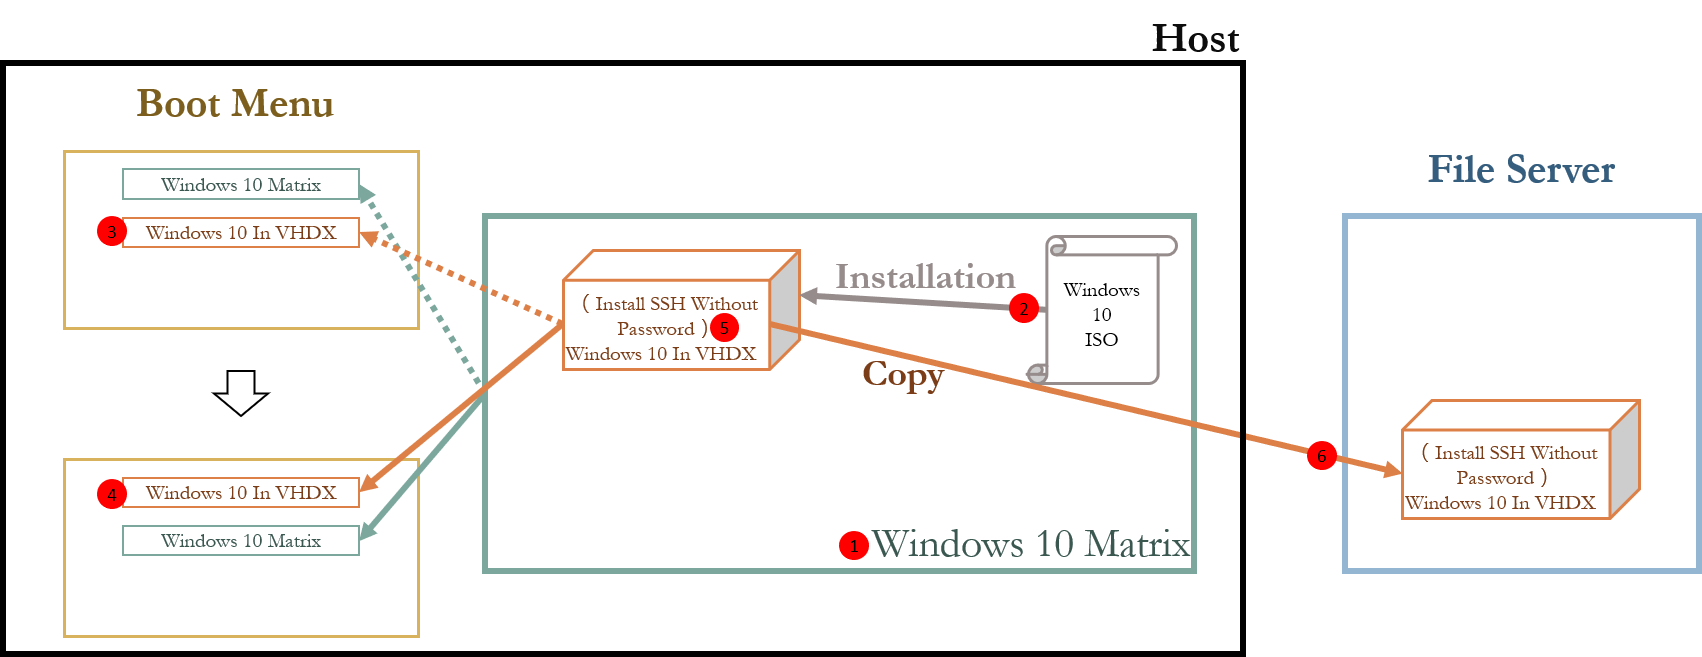 Host
Boot Menu
Windows 10 Matrix
3
Windows 10 In VHDX
4
Windows 10 In VHDX
Windows 10 Matrix
( Install SSH Without
Password )
5
Windows 10 In VHDX
Installation
2
Windows
10
ISO
Copy
1
Windows 10 Matrix
File Server
6
( Install SSH Without
Password )
Windows 10 In VHDX